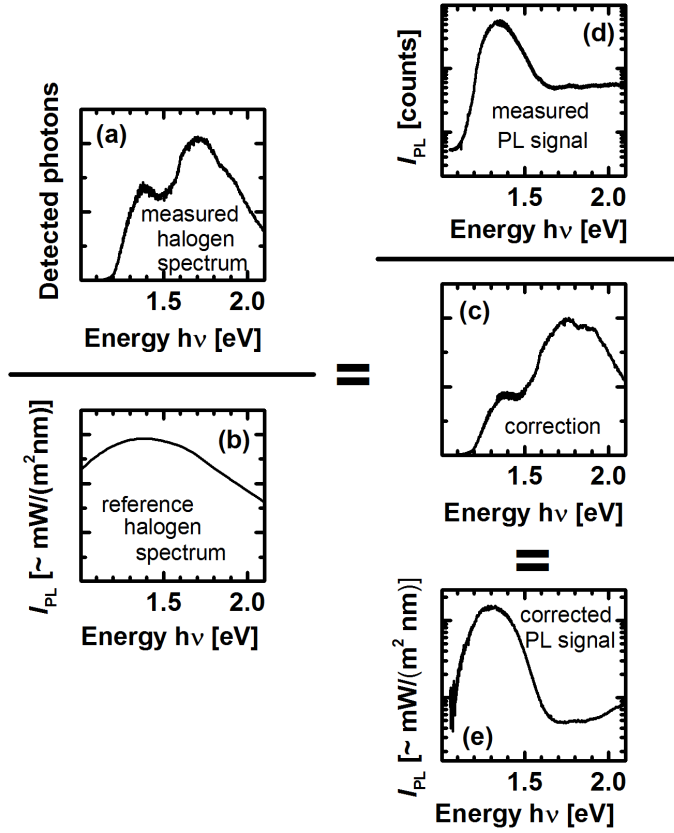 (a)
Detected photons
measured
halogen
spectrum
1.5
2.0
Energy hν [eV]
=
(b)
I_PL [~ mW/(m²nm)]
reference
halogen
spectrum
1.5
2.0
Energy hν [eV]
(d)
I_PL [counts]
measured
PL signal
1.5
2.0
Energy hν [eV]
(c)
correction
1.5
2.0
Energy hν [eV]
=
I_PL [~ mW/(m² nm)]
corrected
PL signal
(e)
1.5
2.0
Energy hν [eV]